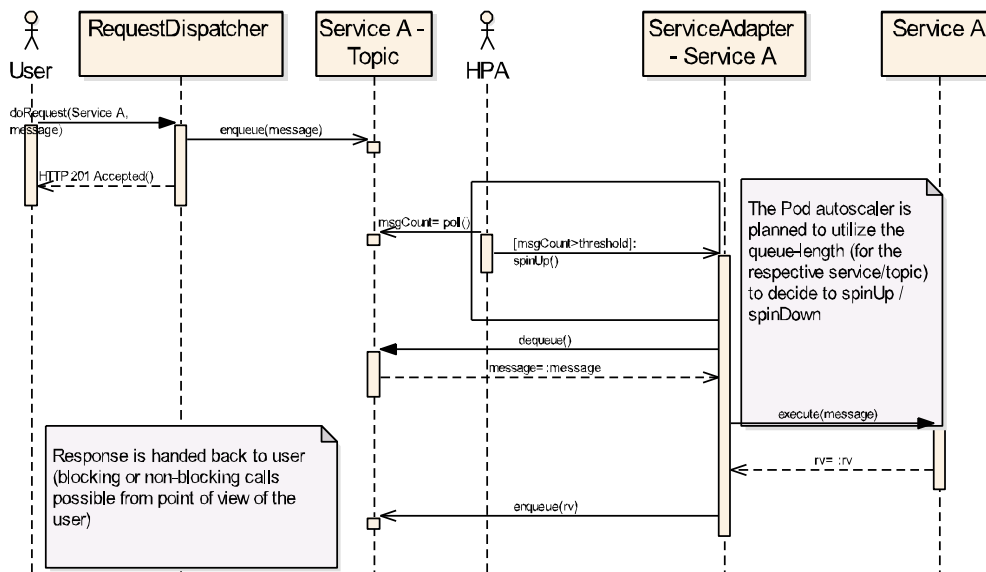 User
RequestDispatcher
Service A -
Topic
HPA
ServiceAdapter
- Service A
Service A
doRequest(Service A,
message)
enqueue(message)
HTTP 201 Accepted()
msgCount= poll()
[msgCount>threshold]:
spinUp()
The Pod autoscaler is
planned to utilize the
queue-length (for the
respective service/topic)
to decide to spinUp /
spinDown
dequeue()
message= :message
execute(message)
rv= :rv
Response is handed back to user
(blocking or non-blocking calls
possible from point of view of the
user)
enqueue(rv)